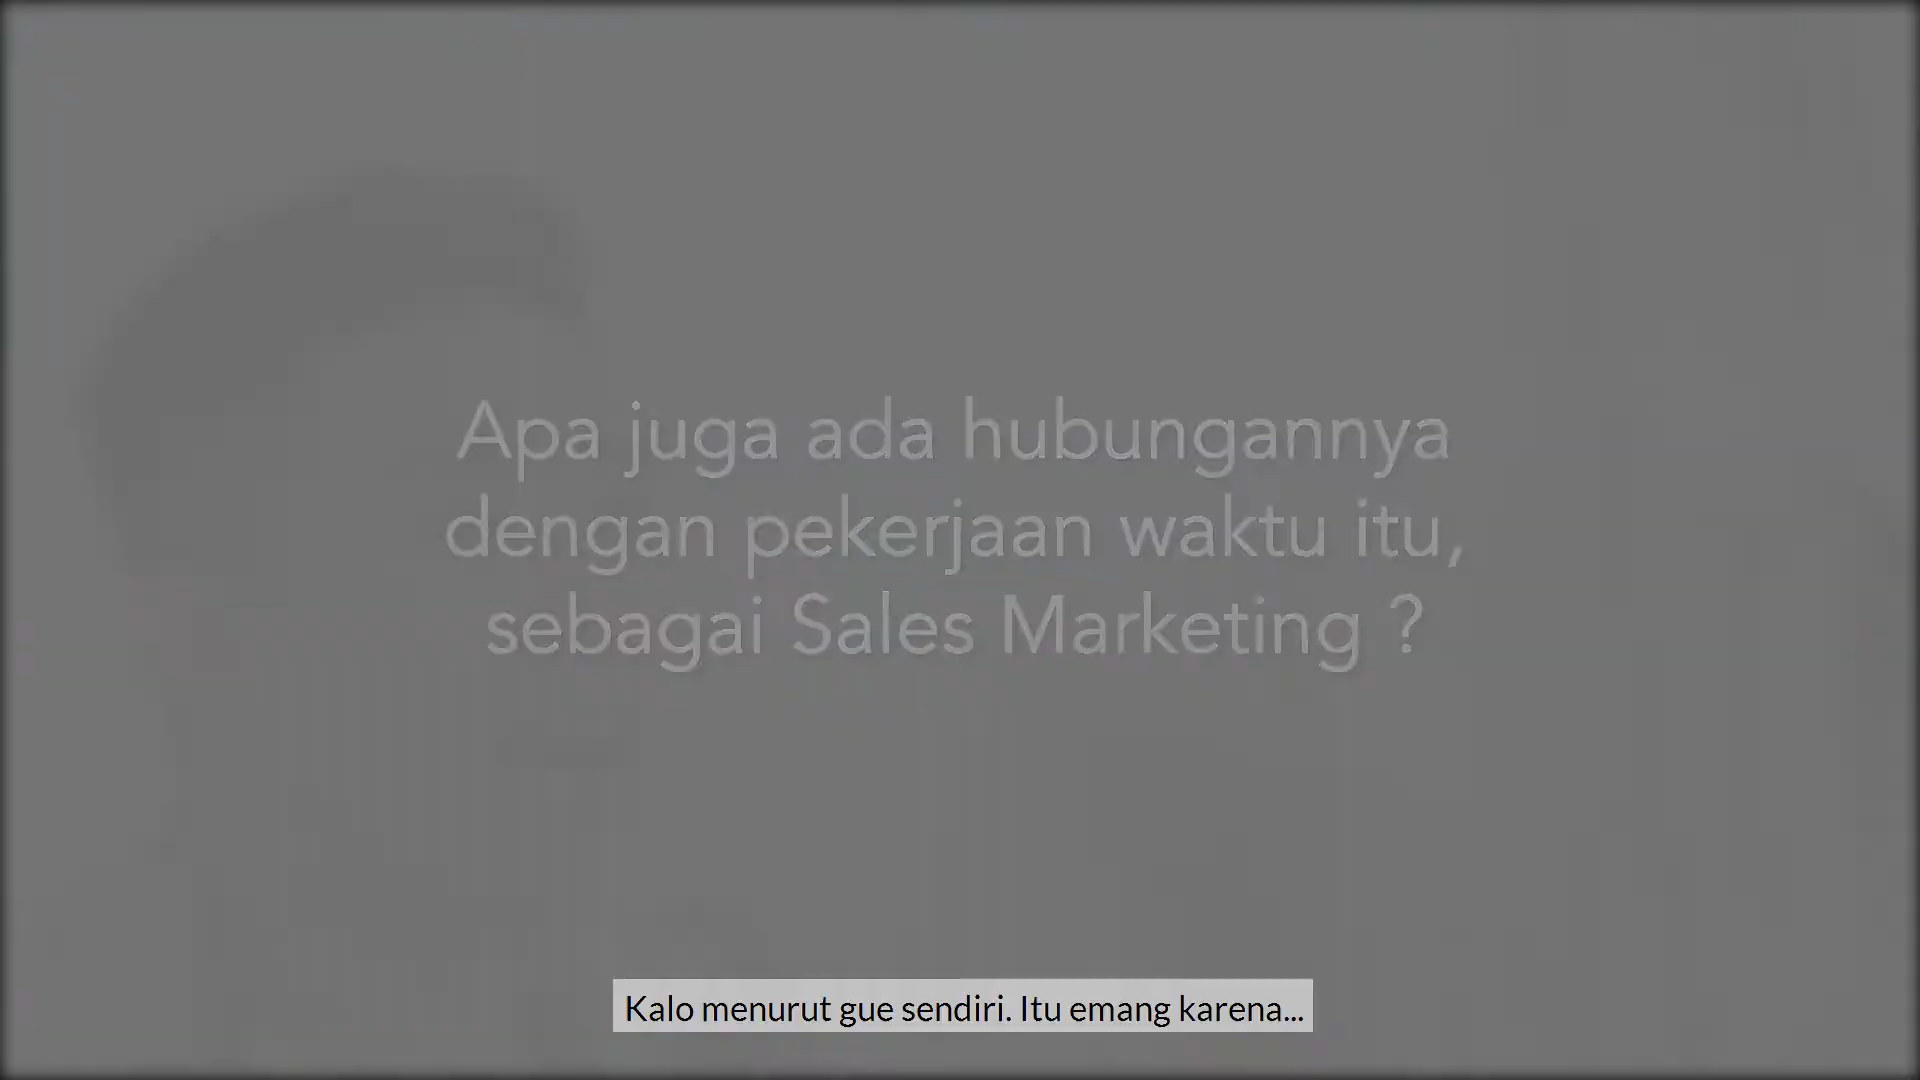 Apa juga ada hubungannya
dengan pekerjaan waktu itu,
sebagai Sales Marketing ?
Kalo menurut gue sendiri. Itu emang karena...